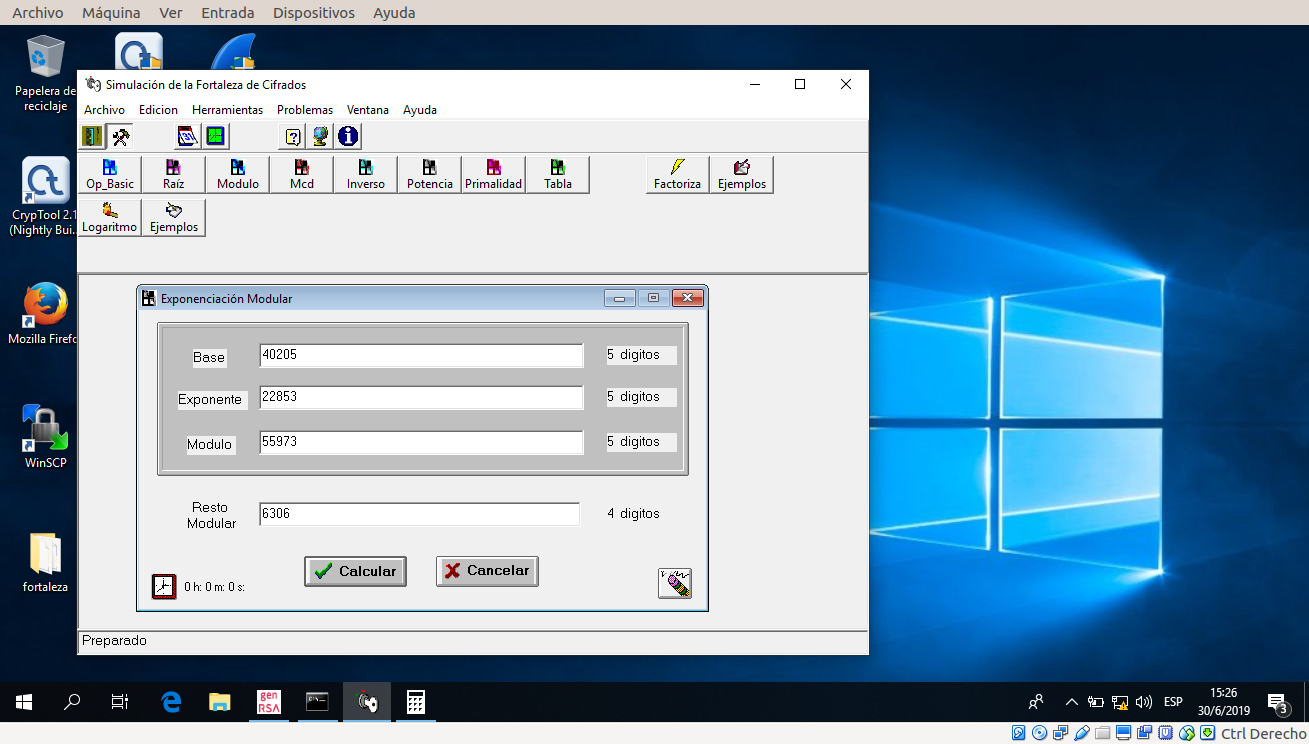 Archivo Máquina Ver Entrada Dispositivos Ayuda
Papelera de
reciclaje
CrypTool 2.1
(Nightly Bui...
Mozilla Firefo
WinSCP
fortaleza
Simulación de la Fortaleza de Cifrados
Archivo Edicion Herramientas Problemas Ventana Ayuda
Op_Basic Raíz Modulo Mcd Inverso Potencia Primalidad Tabla Factoriza Ejemplos
Logaritmo Ejemplos
Exponenciación Modular
Base 40205 5 digitos
Exponente 22853 5 digitos
Modulo 55973 5 digitos
Resto
Modular 6306 4 digitos
Calcular Cancelar
0 h: 0 m: 0 s:
Preparado
gen
RSA
ESP
15:26
30/6/2019
3
Ctrl Derecho